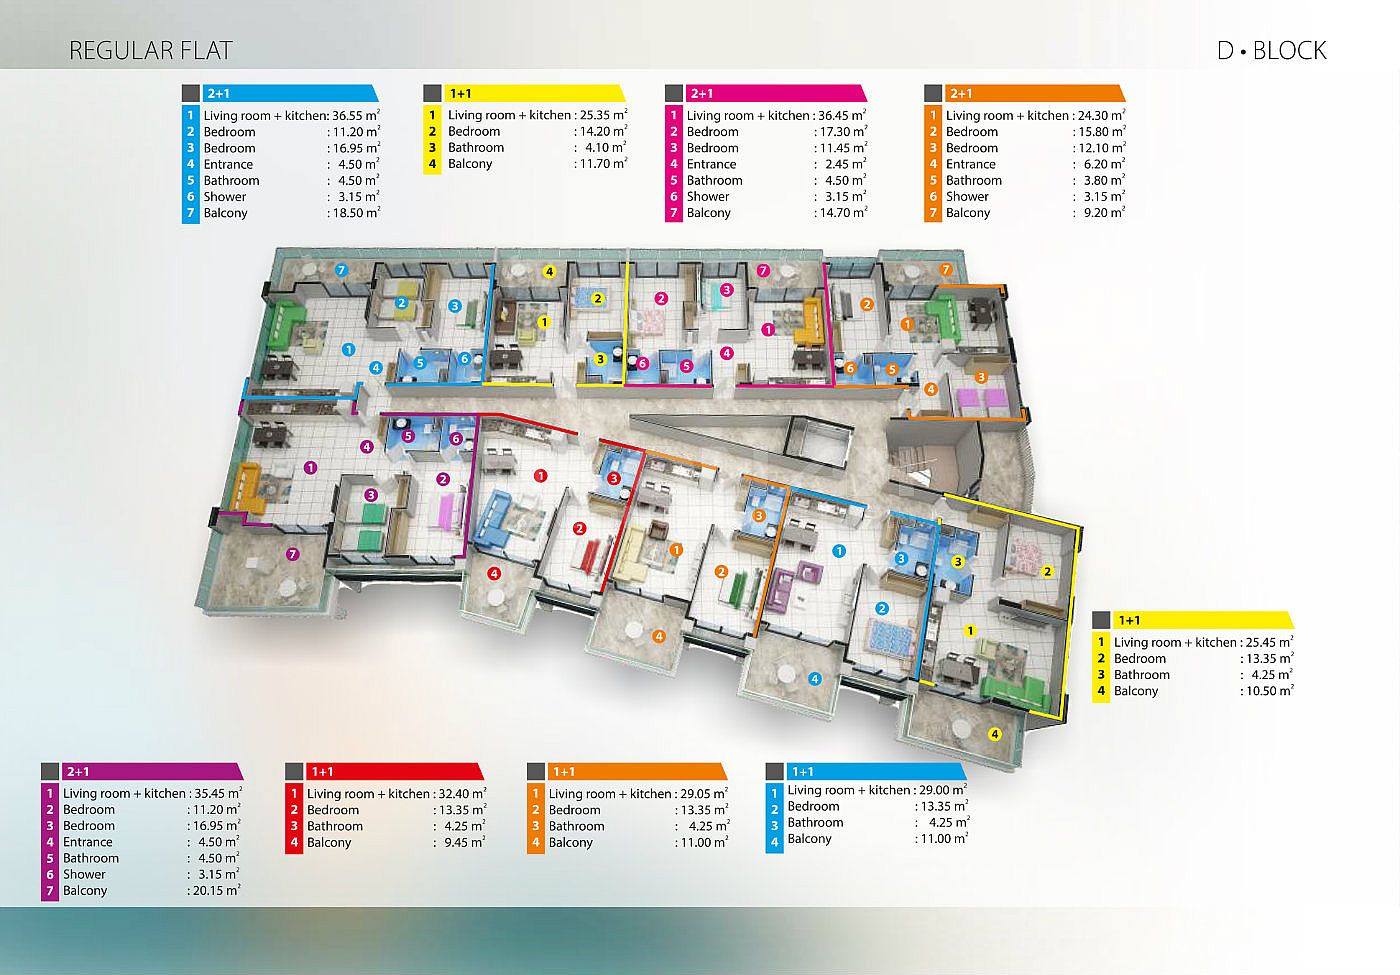 REGULAR FLAT
D • BLOCK
2+1
1 Living room + kitchen: 36.55 m²
2 Bedroom : 11.20 m²
3 Bedroom : 16.95 m²
4 Entrance : 4.50 m²
5 Bathroom : 4.50 m²
6 Shower : 3.15 m²
7 Balcony : 18.50 m²
1+1
1 Living room + kitchen : 25.35 m²
2 Bedroom : 14.20 m²
3 Bathroom : 4.10 m²
4 Balcony : 11.70 m²
2+1
1 Living room + kitchen : 36.45 m²
2 Bedroom : 17.30 m²
3 Bedroom : 11.45 m²
4 Entrance : 2.45 m²
5 Bathroom : 4.50 m²
6 Shower : 3.15 m²
7 Balcony : 14.70 m²
2+1
1 Living room + kitchen : 24.30 m²
2 Bedroom : 15.80 m²
3 Bedroom : 12.10 m²
4 Entrance : 6.20 m²
5 Bathroom : 3.80 m²
6 Shower : 3.15 m²
7 Balcony : 9.20 m²
7 2 3 1 4 5 6
4 2 1 3
2 3 7 1 4 6 5
2 7 1 6 5 3 4
4 5 6 1 2 3 7
1 3 2 4
3 1 2 4
1 3 2 4
3 2 1 4
1+1
1 Living room + kitchen : 25.45 m²
2 Bedroom : 13.35 m²
3 Bathroom : 4.25 m²
4 Balcony : 10.50 m²
2+1
1 Living room + kitchen : 35.45 m²
2 Bedroom : 11.20 m²
3 Bedroom : 16.95 m²
4 Entrance : 4.50 m²
5 Bathroom : 4.50 m²
6 Shower : 3.15 m²
7 Balcony : 20.15 m²
1+1
1 Living room + kitchen : 32.40 m²
2 Bedroom : 13.35 m²
3 Bathroom : 4.25 m²
4 Balcony : 9.45 m²
1+1
1 Living room + kitchen : 29.05 m²
2 Bedroom : 13.35 m²
3 Bathroom : 4.25 m²
4 Balcony : 11.00 m²
1+1
1 Living room + kitchen : 29.00 m²
2 Bedroom : 13.35 m²
3 Bathroom : 4.25 m²
4 Balcony : 11.00 m²